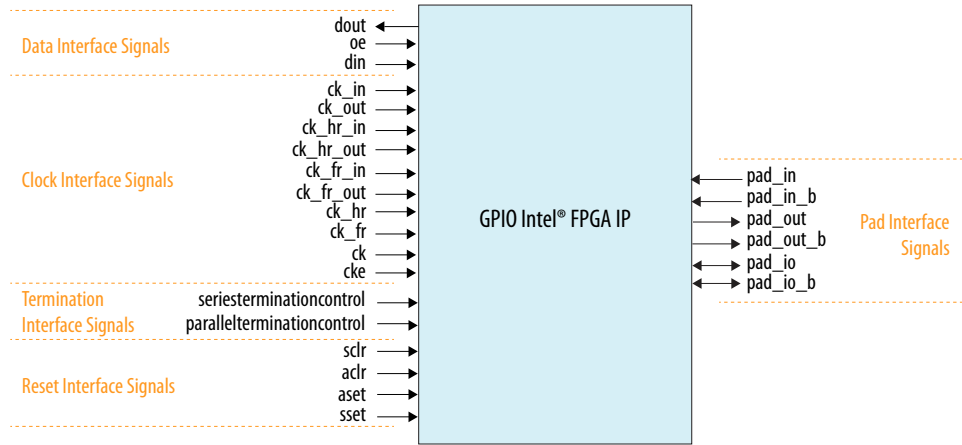 Data Interface Signals
dout
oe
din
Clock Interface Signals
ck_in
ck_out
ck_hr_in
ck_hr_out
ck_fr_in
ck_fr_out
ck_hr
ck_fr
ck
cke
Termination
Interface Signals
seriesterminationcontrol
parallelterminationcontrol
Reset Interface Signals
sclr
aclr
aset
sset
GPIO Intel® FPGA IP
pad_in
pad_in_b
pad_out
pad_out_b
pad_io
pad_io_b
Pad Interface
Signals